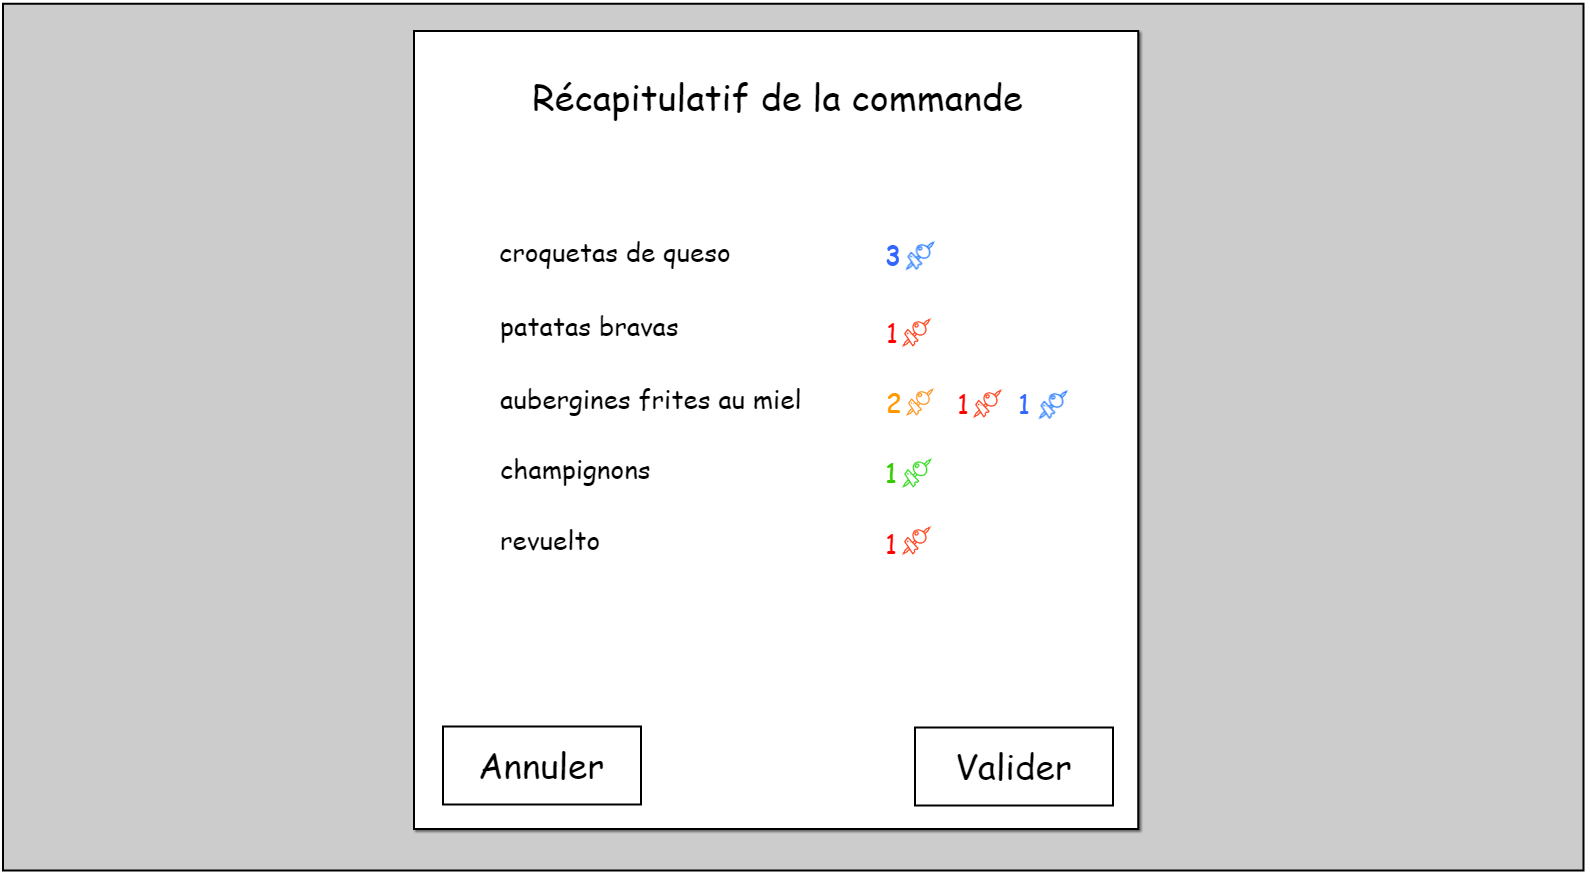 Récapitulatif de la commande
croquetas de queso 3
patatas bravas 1
aubergines frites au miel 2 1 1
champignons 1
revuelto 1
Annuler Valider